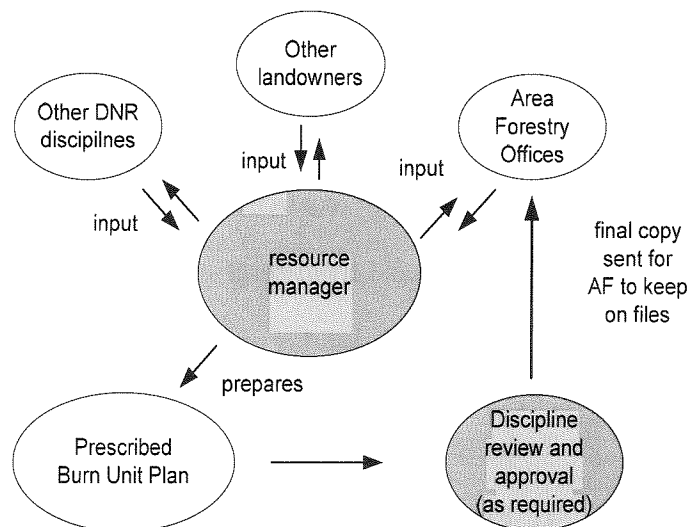 Other
landowners
Other DNR
discipilnes
Area
Forestry
Offices
input
input
input
resource
manager
final copy
sent for
AF to keep
on files
prepares
Prescribed
Burn Unit Plan
Discipline
review and
approval
(as required)